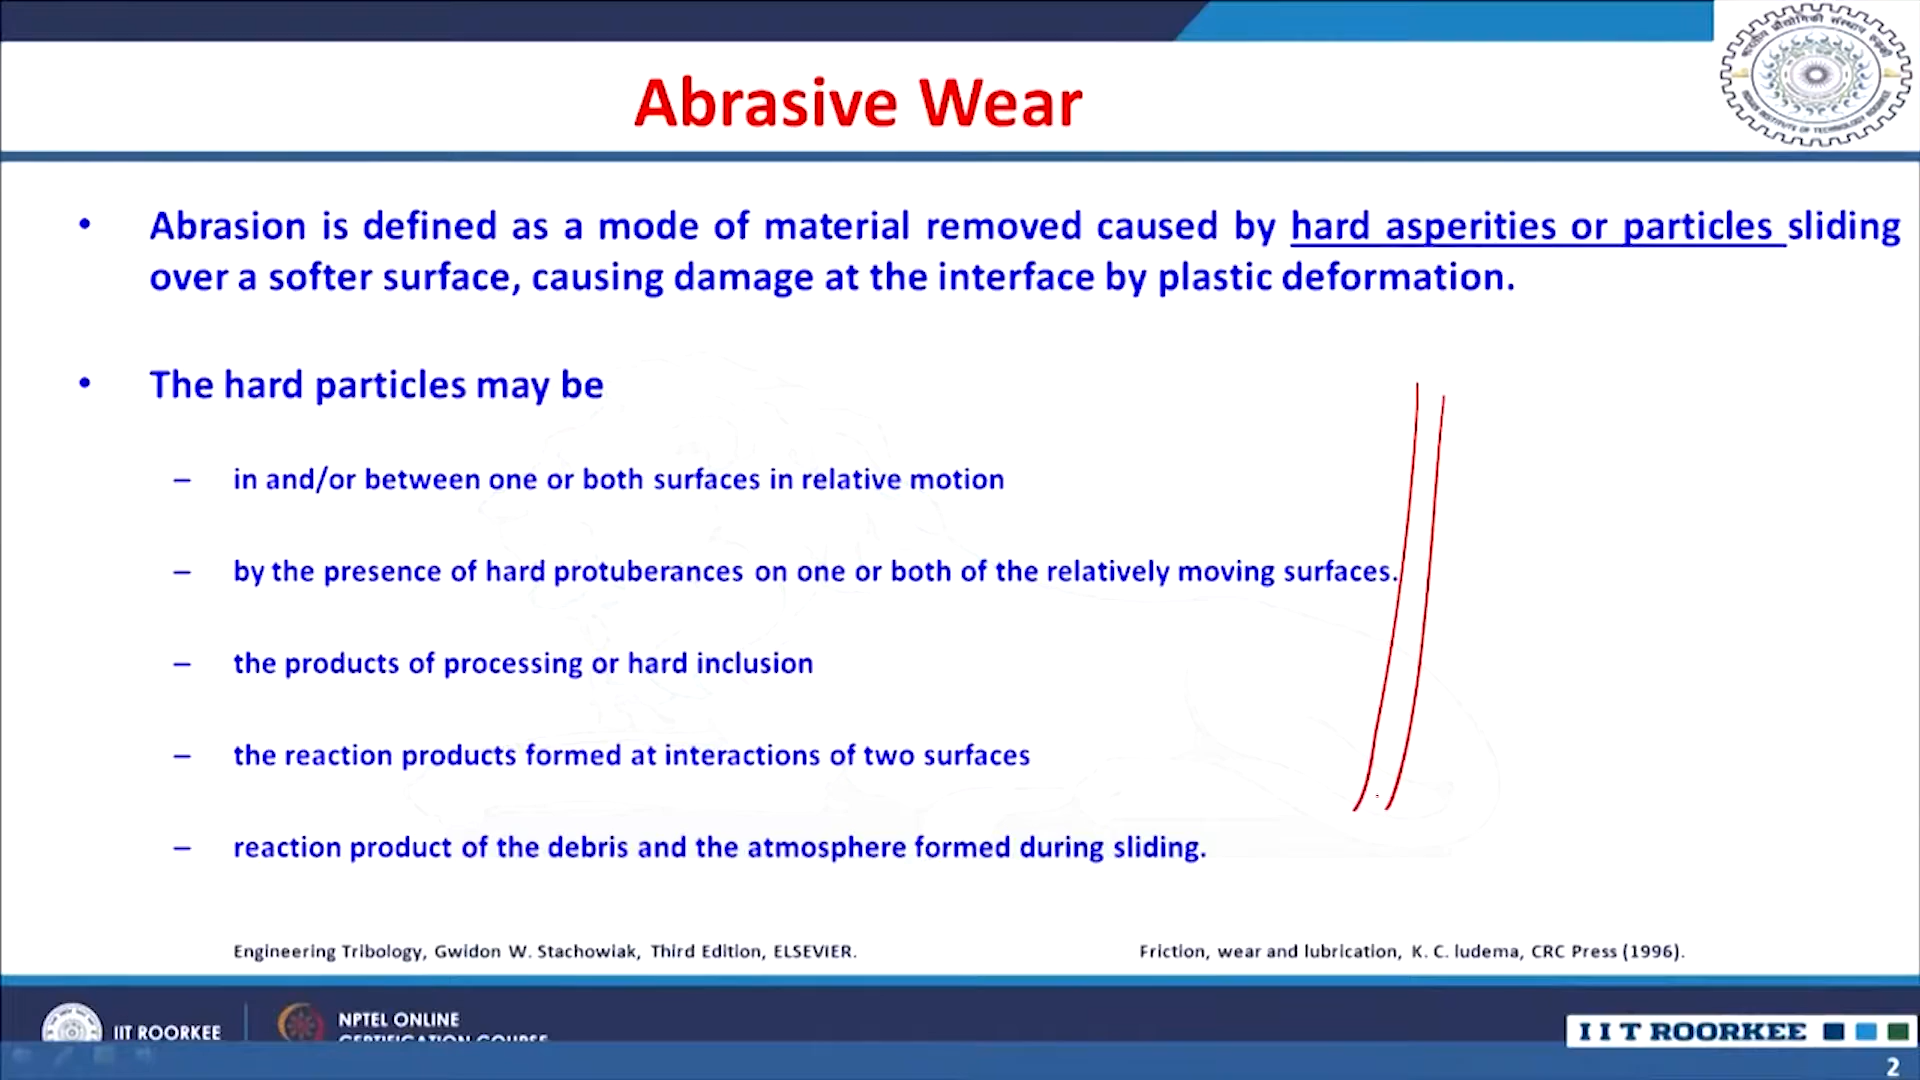 Abrasive Wear
• Abrasion is defined as a mode of material removed caused by hard asperities or particles sliding
over a softer surface, causing damage at the interface by plastic deformation.
• The hard particles may be
– in and/or between one or both surfaces in relative motion
– by the presence of hard protuberances on one or both of the relatively moving surfaces.
– the products of processing or hard inclusion
– the reaction products formed at interactions of two surfaces
– reaction product of the debris and the atmosphere formed during sliding.
Engineering Tribology, Gwidon W. Stachowiak, Third Edition, ELSEVIER.
Friction, wear and lubrication, K. C. ludema, CRC Press (1996).
IIT ROORKEE
NPTEL ONLINE
CERTIFICATION COURSE
IIT ROORKEE
2